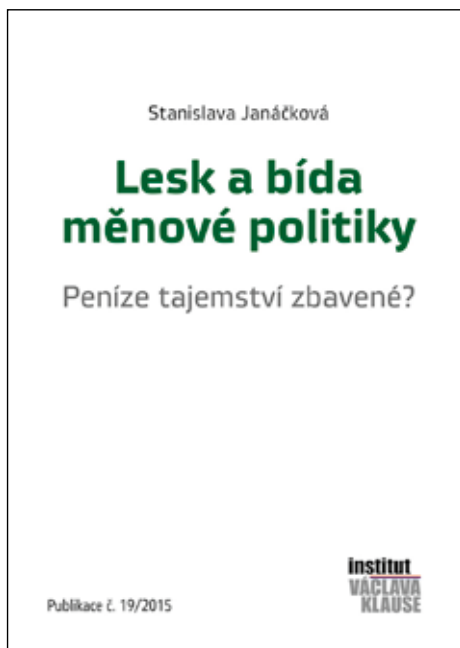 Stanislava Janáčková
Lesk a bída
měnové politiky
Peníze tajemství zbavené?
Publikace č. 19/2015
institut
VÁCLAVA
KLAUSE